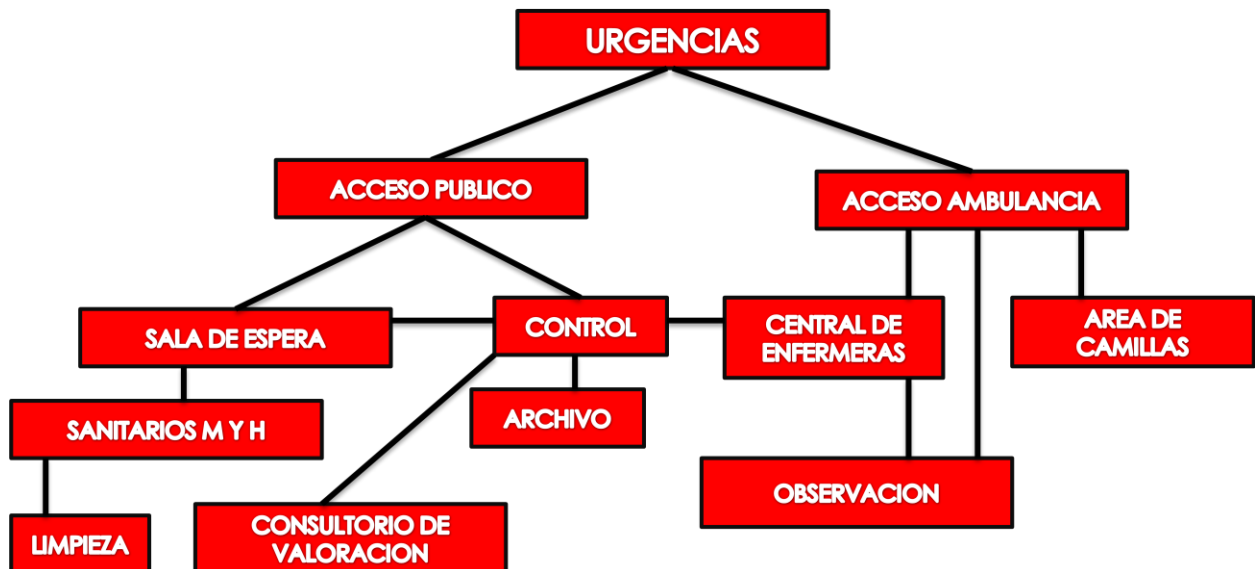 URGENCIAS
ACCESO PUBLICO
ACCESO AMBULANCIA
SALA DE ESPERA
CONTROL
CENTRAL DE
ENFERMERAS
AREA DE
CAMILLAS
SANITARIOS M Y H
ARCHIVO
OBSERVACION
LIMPIEZA
CONSULTORIO DE
VALORACION